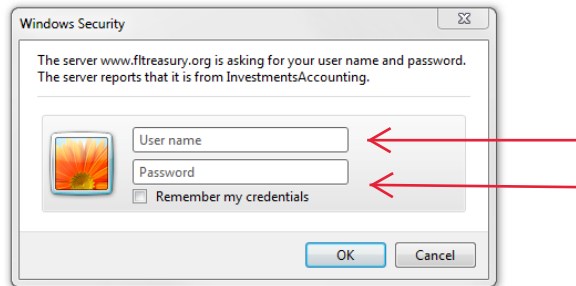 Windows Security
The server www.fltreasury.org is asking for your user name and password.
The server reports that it is from InvestmentsAccounting.
User name
Password
Remember my credentials
OK
Cancel